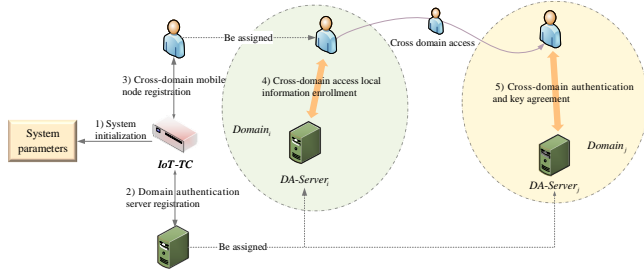 Be assigned
Cross domain access
3) Cross-domain mobile
node registration
4) Cross-domain access local
information enrollment
5) Cross-domain authentication
and key agreement
1) System
initialization
System
parameters
IoT-TC
Domain_i
Domain_j
DA-Server_i
DA-Server_j
2) Domain authentication
server registration
Be assigned